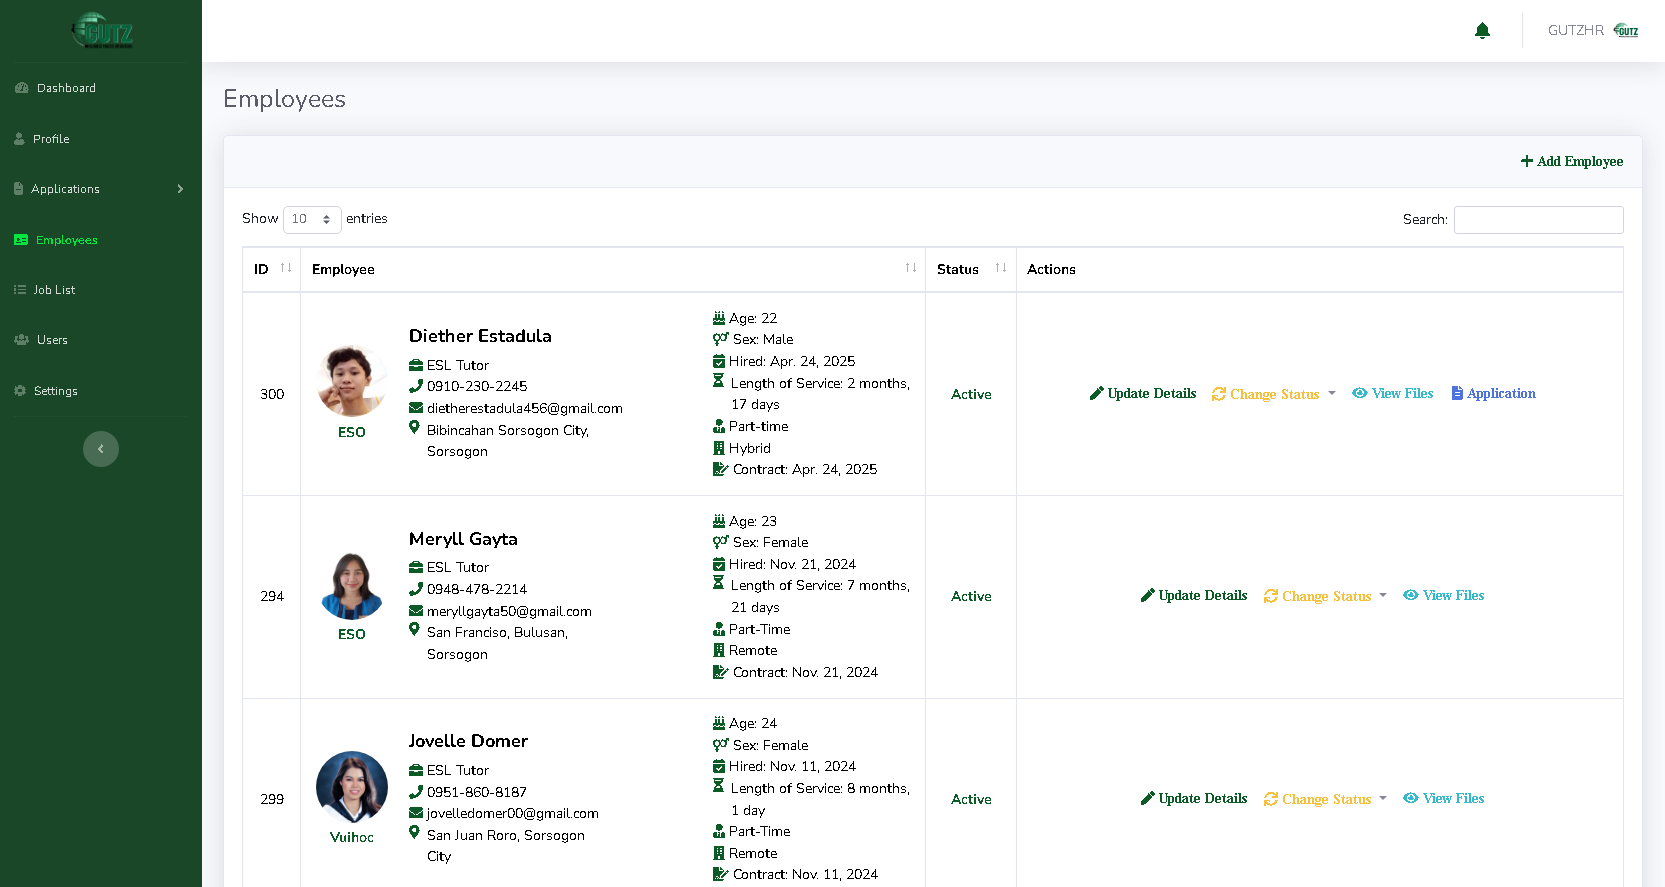 GUTZ
GUTZHR
GUTZ
Dashboard
Profile
Applications
Employees
Job List
Users
Settings
Employees
Add Employee
Show 10 entries
Search:
ID
Employee
Status
Actions
300
ESO
Diether Estadula
ESL Tutor
0910-230-2245
dietherestadula456@gmail.com
Bibincahan Sorsogon City,
Sorsogon
Age: 22
Sex: Male
Hired: Apr. 24, 2025
Length of Service: 2 months,
17 days
Part-time
Hybrid
Contract: Apr. 24, 2025
Active
Update Details
Change Status
View Files
Application
294
ESO
Meryll Gayta
ESL Tutor
0948-478-2214
meryllgayta50@gmail.com
San Franciso, Bulusan,
Sorsogon
Age: 23
Sex: Female
Hired: Nov. 21, 2024
Length of Service: 7 months,
21 days
Part-Time
Remote
Contract: Nov. 21, 2024
Active
Update Details
Change Status
View Files
299
Vuihoc
Jovelle Domer
ESL Tutor
0951-860-8187
jovelledomer00@gmail.com
San Juan Roro, Sorsogon
City
Age: 24
Sex: Female
Hired: Nov. 11, 2024
Length of Service: 8 months,
1 day
Part-Time
Remote
Contract: Nov. 11, 2024
Active
Update Details
Change Status
View Files